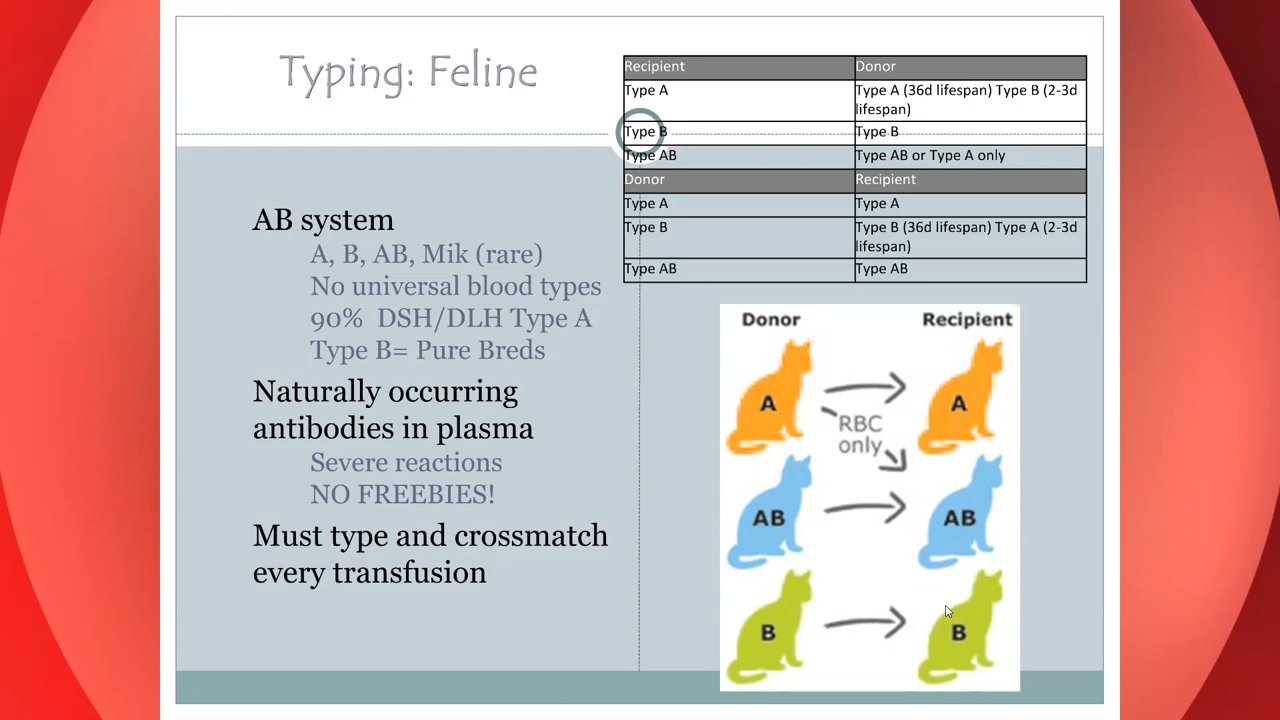 Typing: Feline
Recipient Donor
Type A Type A (36d lifespan) Type B (2-3d
lifespan)
Type B Type B
Type AB Type AB or Type A only
Donor Recipient
Type A Type A
Type B Type B (36d lifespan) Type A (2-3d
lifespan)
Type AB Type AB
AB system
A, B, AB, Mik (rare)
No universal blood types
90% DSH/DLH Type A
Type B= Pure Breds
Naturally occurring
antibodies in plasma
Severe reactions
NO FREEBIES!
Must type and crossmatch
every transfusion
Donor Recipient
A A
RBC
only
AB AB
B B